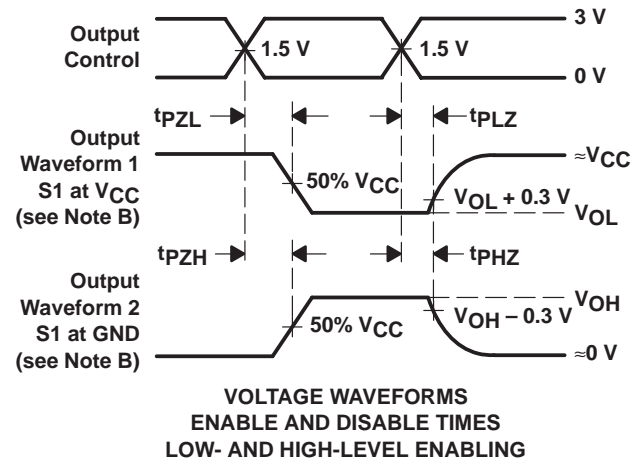 Output
Control
1.5 V
1.5 V
3 V
0 V
tPZL
tPLZ
Output
Waveform 1
S1 at VCC
(see Note B)
50% VCC
≈VCC
VOL + 0.3 V
VOL
tPZH
tPHZ
Output
Waveform 2
S1 at GND
(see Note B)
50% VCC
VOH
VOH – 0.3 V
≈0 V
VOLTAGE WAVEFORMS
ENABLE AND DISABLE TIMES
LOW- AND HIGH-LEVEL ENABLING